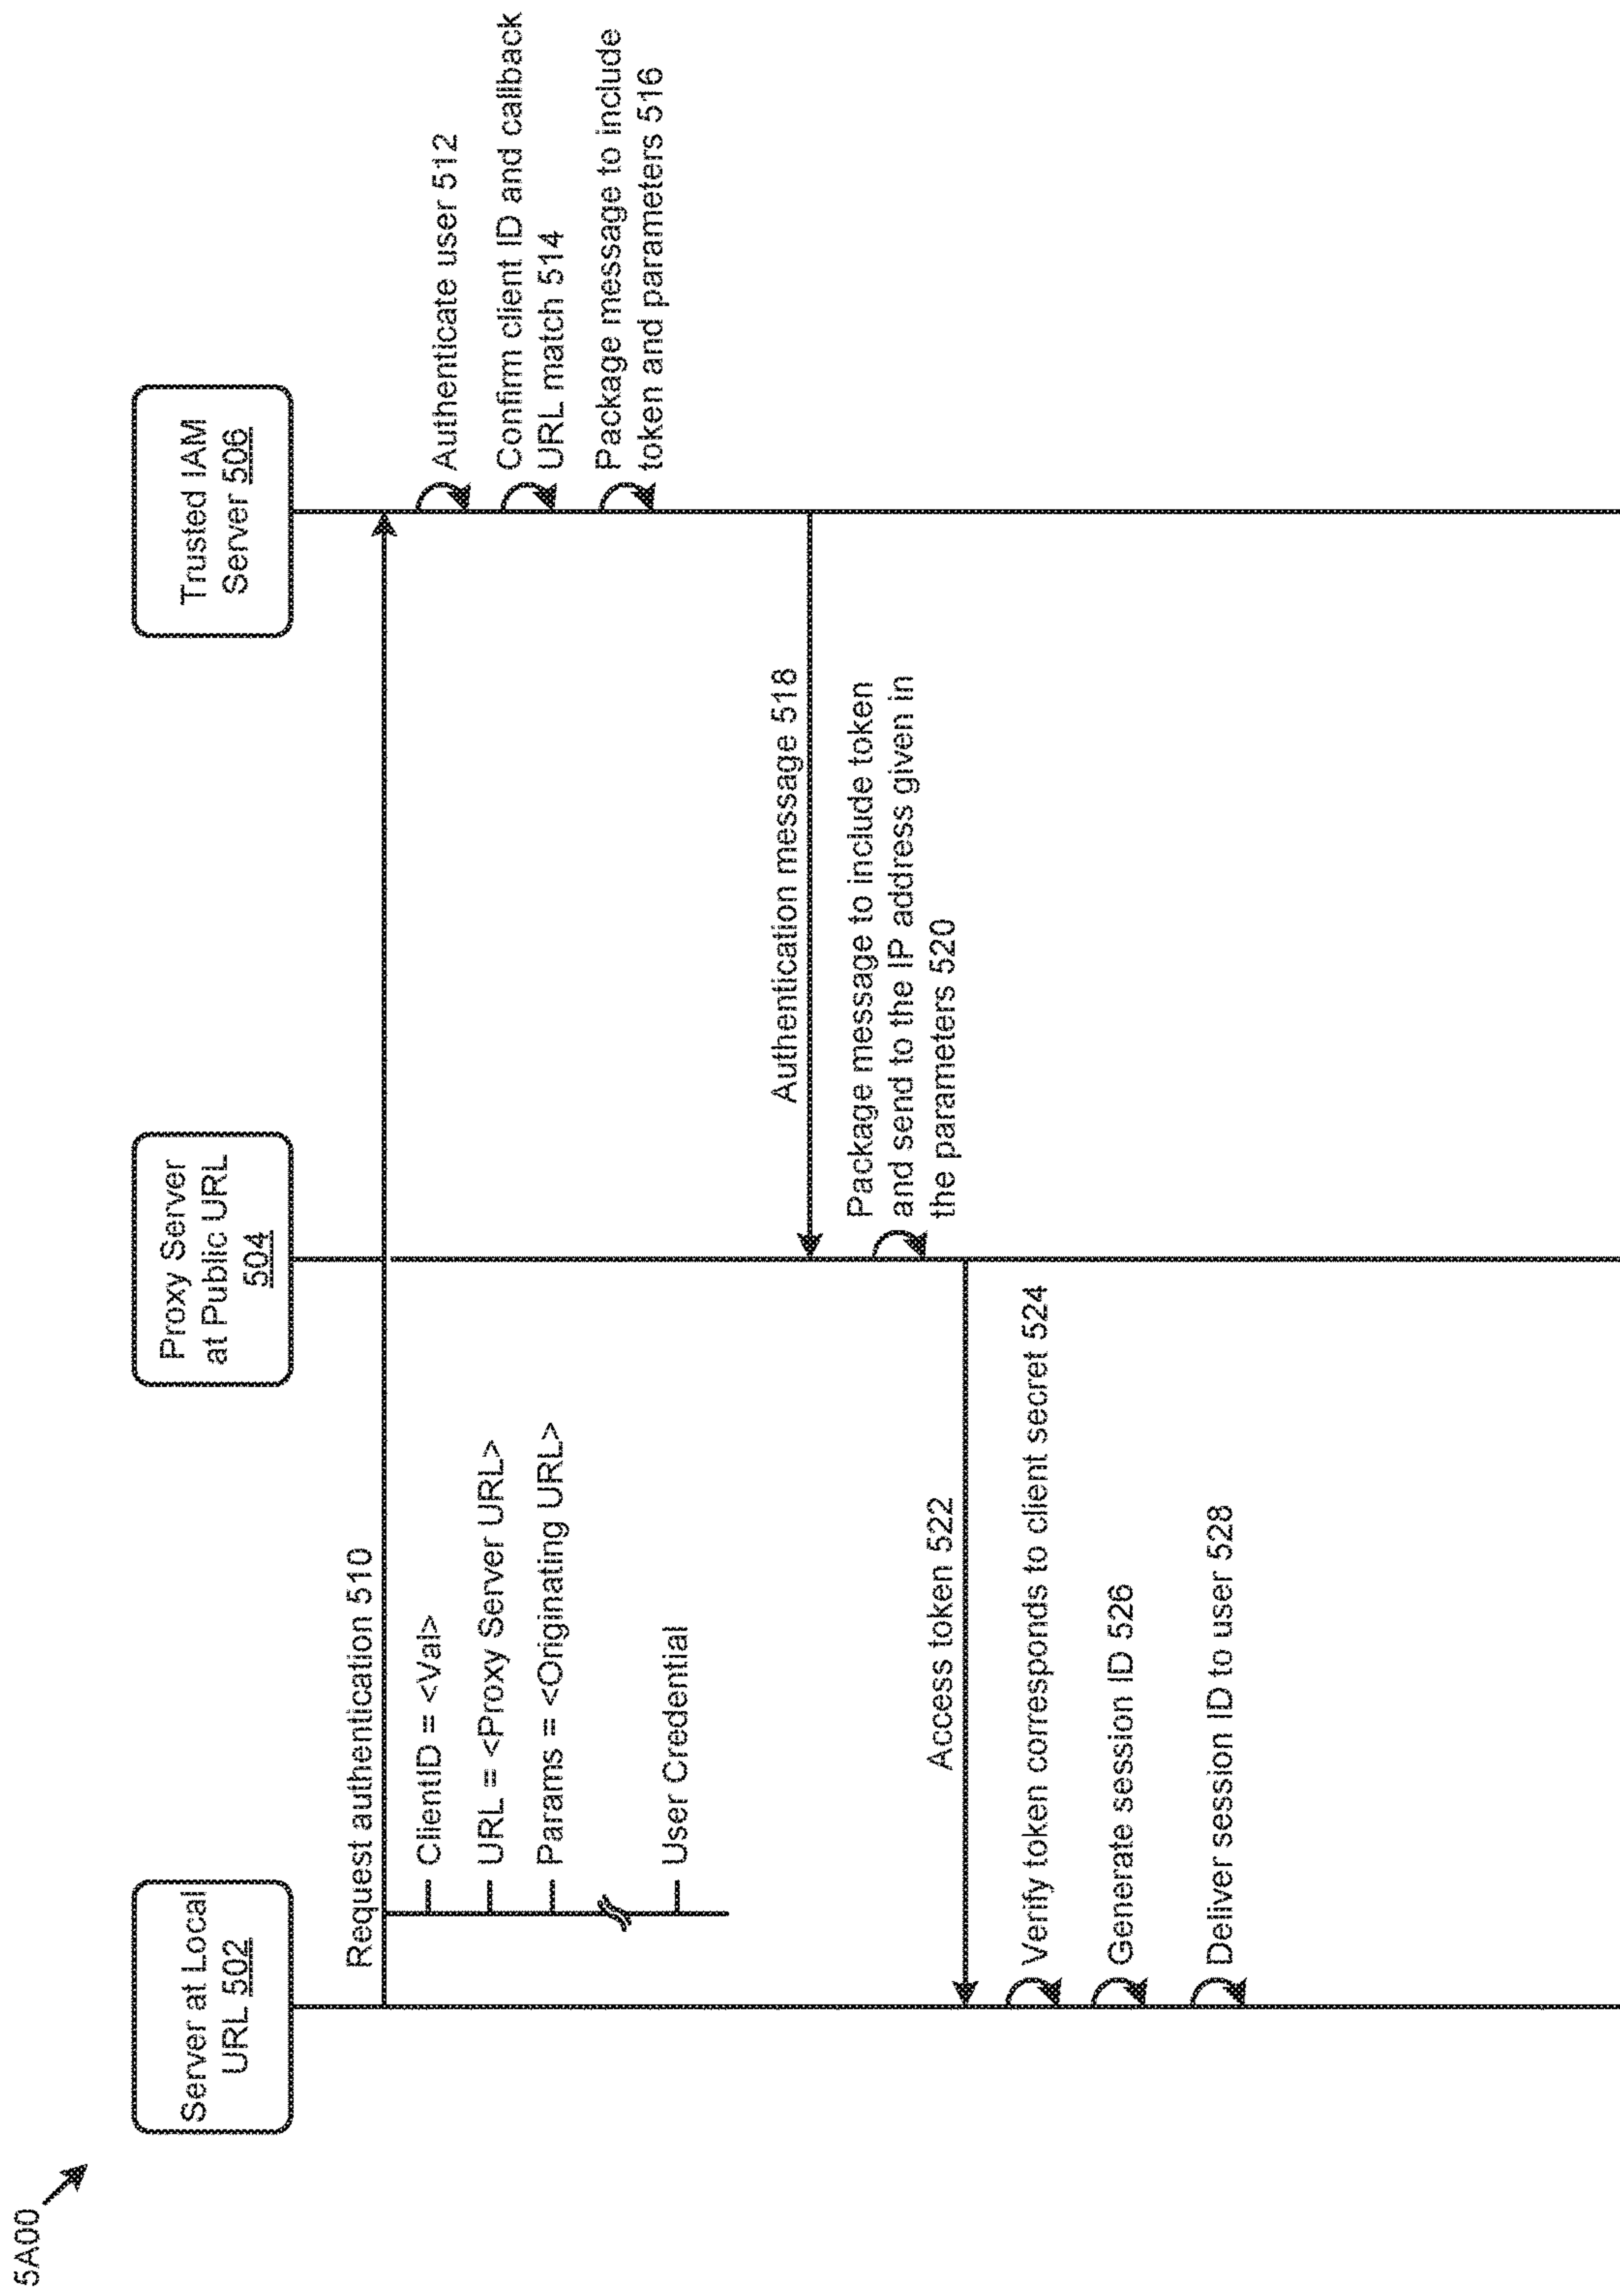 5A00
Server at Local
URL 502
Proxy Server
at Public URL
504
Trusted IAM
Server 506
Request authentication 510
ClientID = <Val>
URL = <Proxy Server URL>
Params = <Originating URL>
User Credential
Authenticate user 512
Confirm client ID and callback
URL match 514
Package message to include
token and parameters 516
Authentication message 518
Package message to include token
and send to the IP address given in
the parameters 520
Access token 522
Verify token corresponds to client secret 524
Generate session ID 526
Deliver session ID to user 528